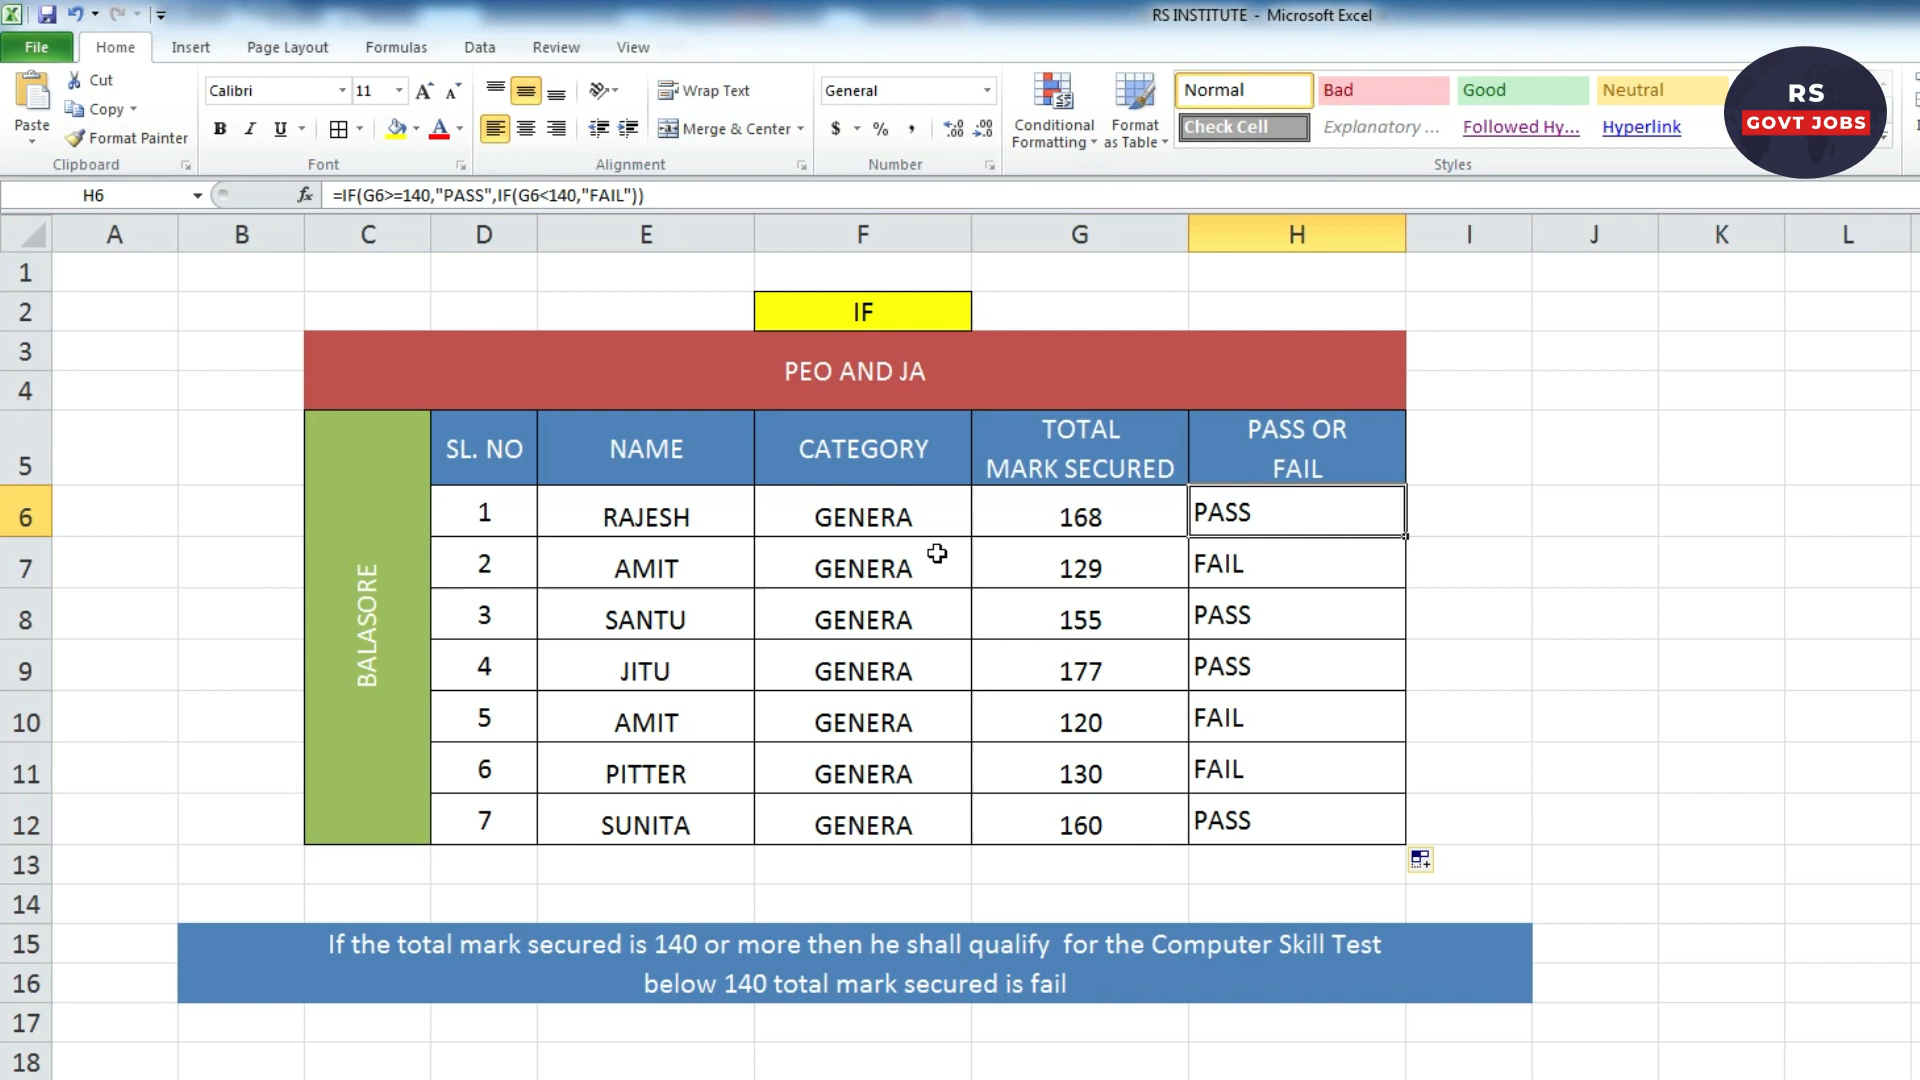 RS INSTITUTE - Microsoft Excel
File Home Insert Page Layout Formulas Data Review View
Paste
Cut
Copy
Format Painter
Clipboard
Calibri 11
B I U A
Font
Wrap Text
Merge & Center
Alignment
General
$ % ,
Number
Conditional
Formatting
Format
as Table
Normal Bad Good Neutral
Check Cell Explanatory ... Followed Hy... Hyperlink
Styles
RS
GOVT JOBS
H6 fx =IF(G6>=140,"PASS",IF(G6<140,"FAIL"))
A B C D E F G H I J K L
1
2 IF
3
4 PEO AND JA
5 SL. NO NAME CATEGORY TOTAL MARK SECURED PASS OR FAIL
BALASORE
6 1 RAJESH GENERA 168 PASS
7 2 AMIT GENERA 129 FAIL
8 3 SANTU GENERA 155 PASS
9 4 JITU GENERA 177 PASS
10 5 AMIT GENERA 120 FAIL
11 6 PITTER GENERA 130 FAIL
12 7 SUNITA GENERA 160 PASS
13
14
15 If the total mark secured is 140 or more then he shall qualify for the Computer Skill Test
16 below 140 total mark secured is fail
17
18